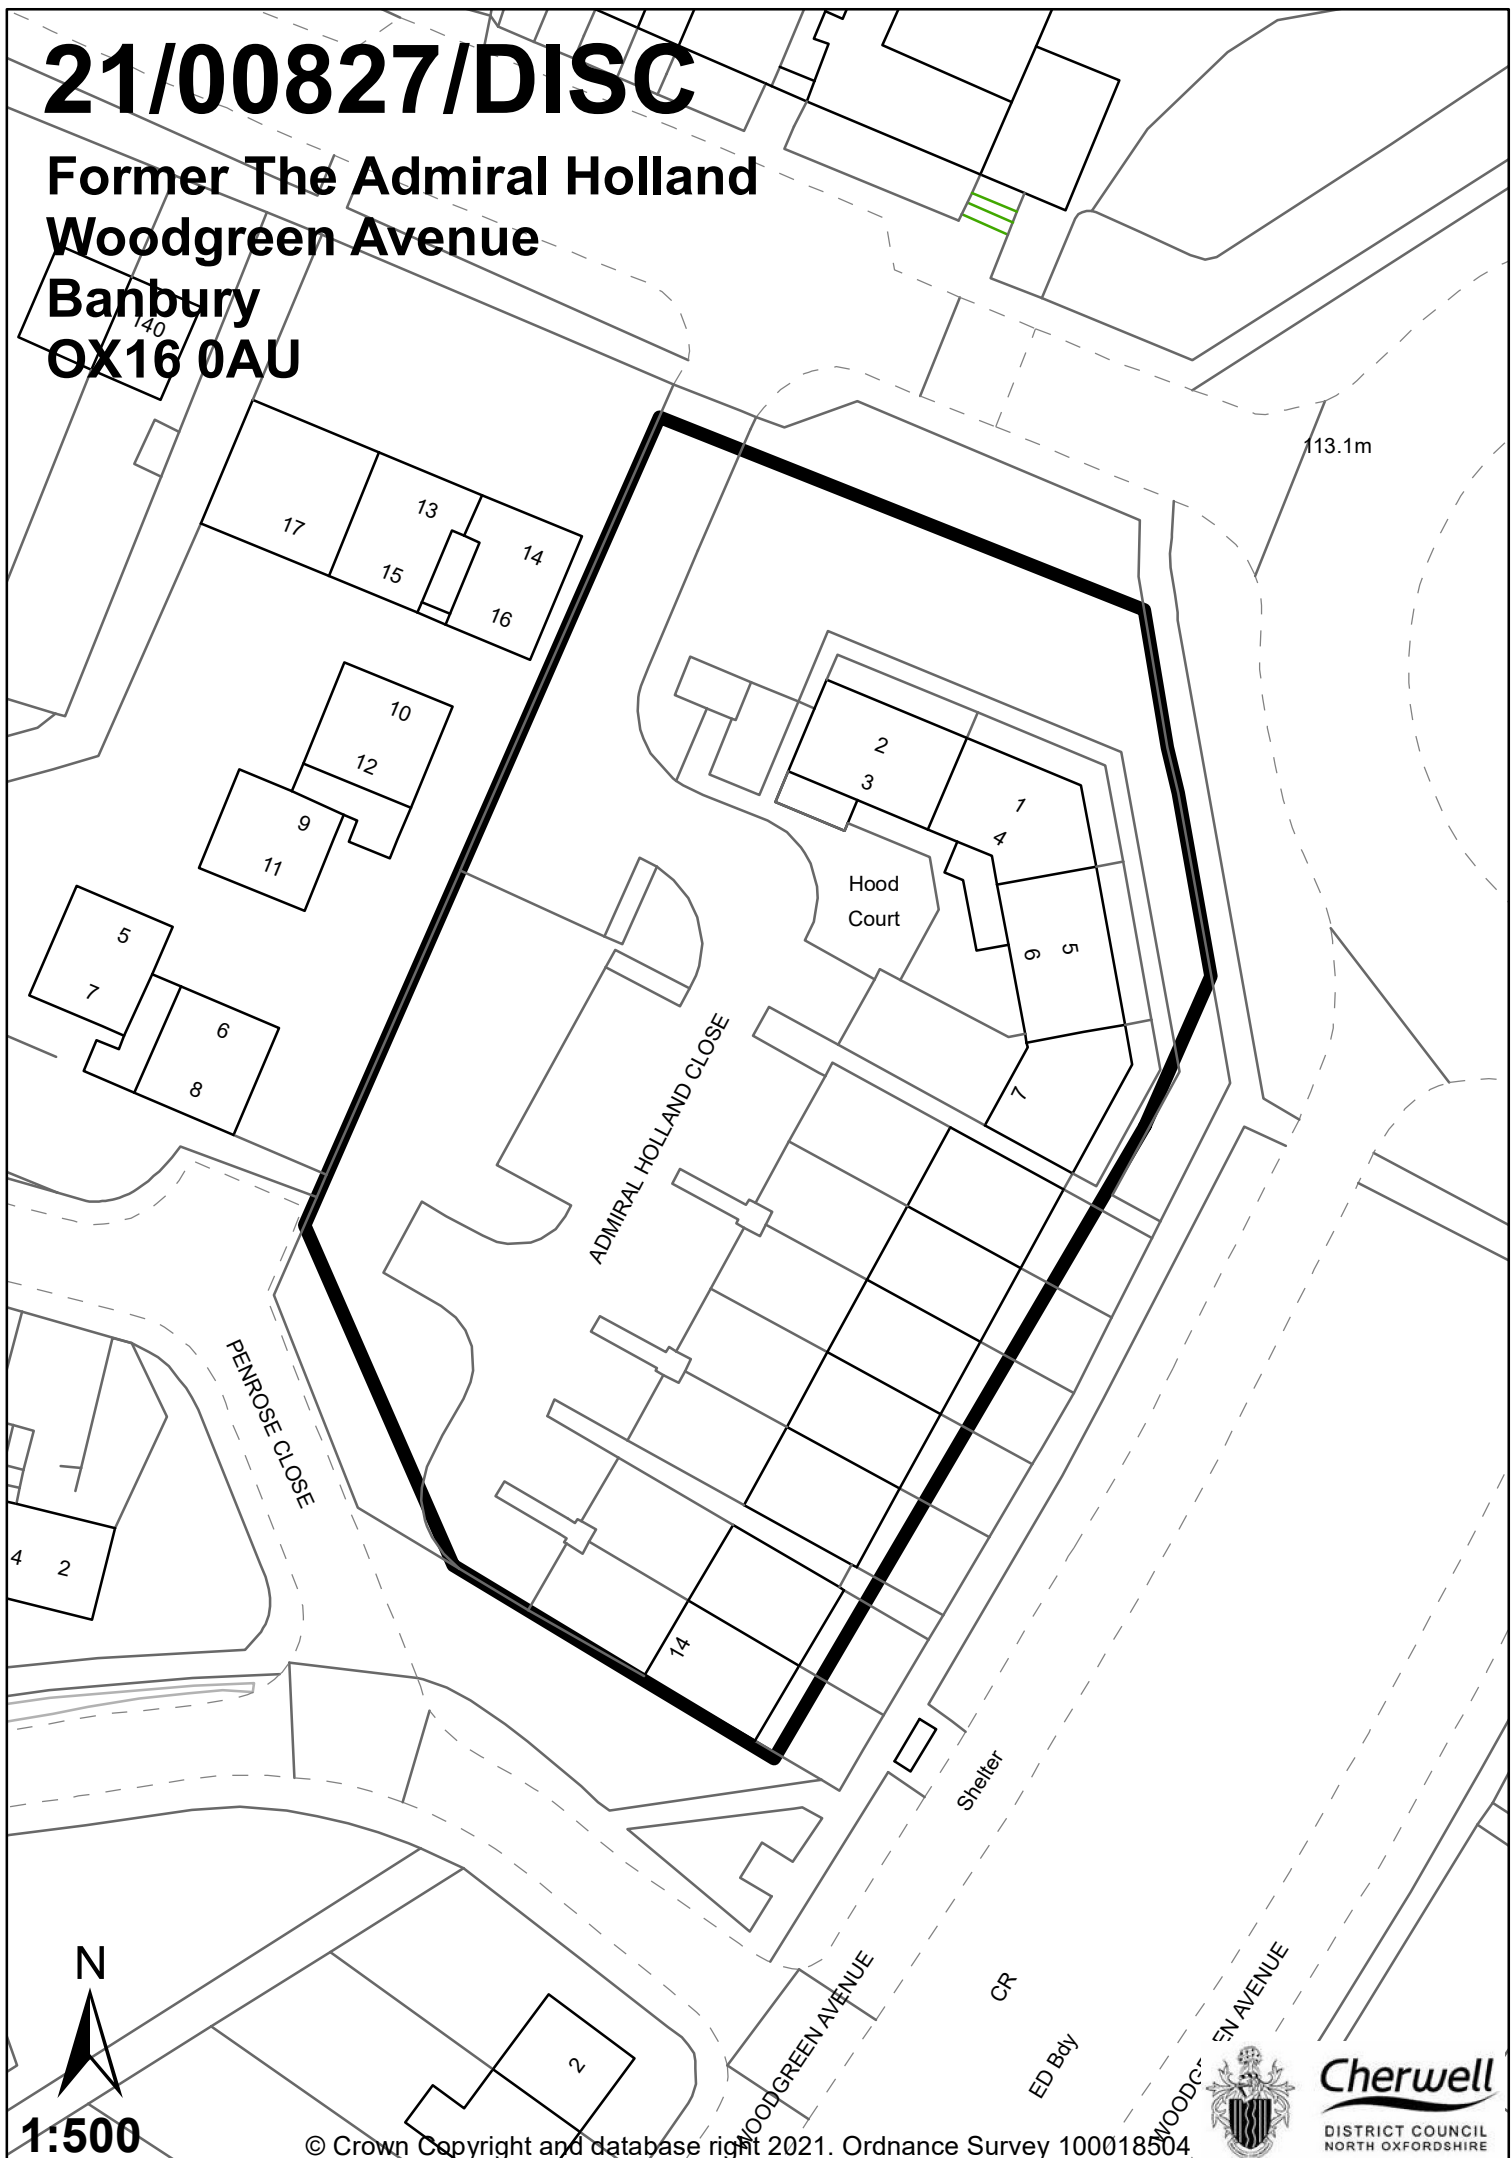 21/00827/DISC
Former The Admiral Holland
Woodgreen Avenue
Banbury
OX16 0AU
140
113.1m
17
13
15
14
16
10
12
9
11
5
7
6
8
2
3
1
4
Hood
Court
5
6
7
ADMIRAL HOLLAND CLOSE
PENROSE CLOSE
4
2
14
Shelter
WOODGREEN AVENUE
CR
ED Bdy
2
N
1:500
© Crown Copyright and database right 2021. Ordnance Survey 100018504
Cherwell
DISTRICT COUNCIL
NORTH OXFORDSHIRE